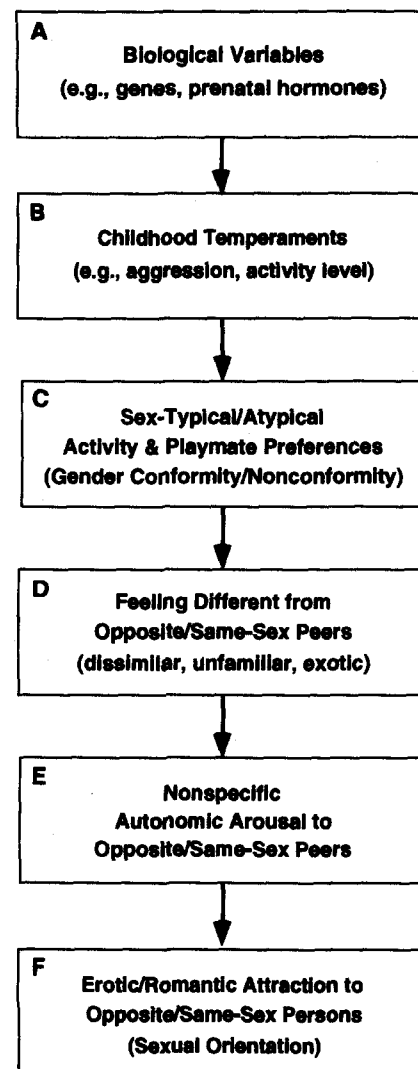 A
Biological Variables
(e.g., genes, prenatal hormones)
B
Childhood Temperaments
(e.g., aggression, activity level)
C
Sex-Typical/Atypical
Activity & Playmate Preferences
(Gender Conformity/Nonconformity)
D
Feeling Different from
Opposite/Same-Sex Peers
(dissimilar, unfamiliar, exotic)
E
Nonspecific
Autonomic Arousal to
Opposite/Same-Sex Peers
F
Erotic/Romantic Attraction to
Opposite/Same-Sex Persons
(Sexual Orientation)